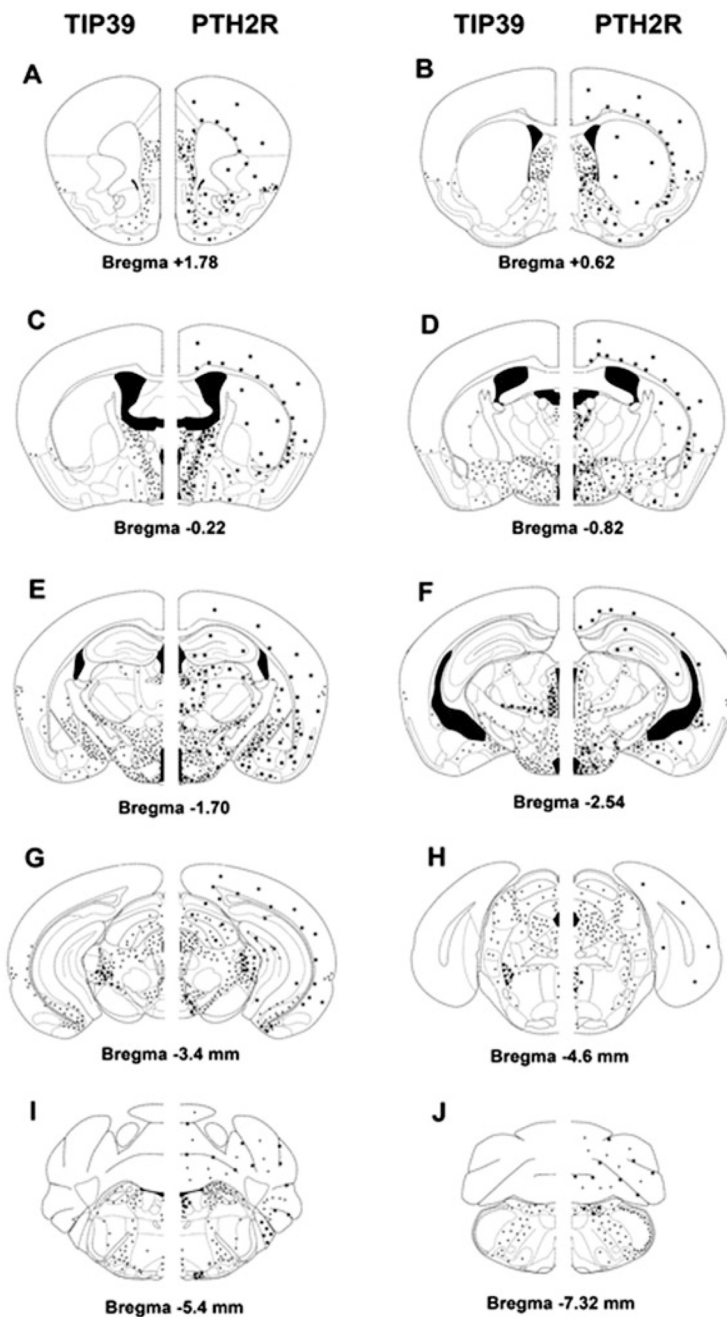 TIP39 PTH2R TIP39 PTH2R
A
B
Bregma +1.78
Bregma +0.62
C
D
Bregma -0.22
Bregma -0.82
E
F
Bregma -1.70
Bregma -2.54
G
H
Bregma -3.4 mm
Bregma -4.6 mm
I
J
Bregma -5.4 mm
Bregma -7.32 mm